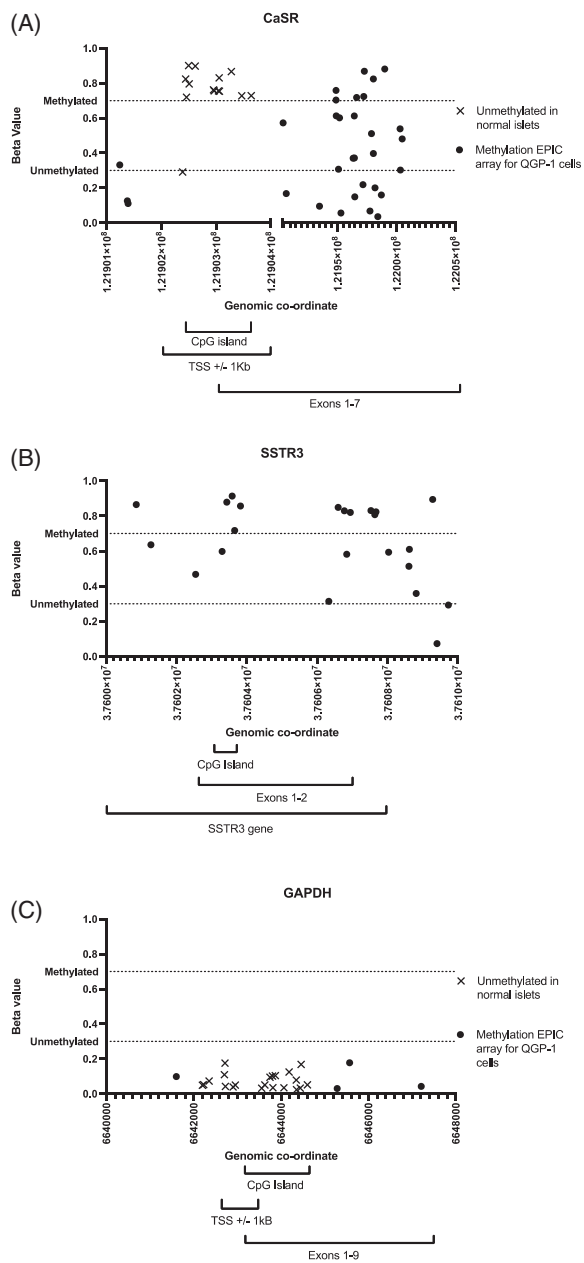 (A)
CaSR
Beta Value
1.0
0.8
Methylated
0.6
0.4
Unmethylated
0.2
0.0
1.21901×10⁸
1.21902×10⁸
1.21903×10⁸
1.21904×10⁸
1.2195×10⁸
1.2200×10⁸
1.2205×10⁸
Genomic co-ordinate
Unmethylated in
normal islets
Methylation EPIC
array for QGP-1 cells
CpG island
TSS +/- 1Kb
Exons 1-7
(B)
SSTR3
Beta value
1.0
0.8
Methylated
0.6
0.4
Unmethylated
0.2
0.0
3.7600×10⁷
3.7602×10⁷
3.7604×10⁷
3.7606×10⁷
3.7608×10⁷
3.7610×10⁷
Genomic co-ordinate
CpG Island
Exons 1-2
SSTR3 gene
(C)
GAPDH
Beta value
1.0
0.8
Methylated
0.6
0.4
Unmethylated
0.2
0.0
6640000
6642000
6644000
6646000
6648000
Genomic co-ordinate
Unmethylated in
normal islets
Methylation EPIC
array for QGP-1
cells
CpG Island
TSS +/- 1kB
Exons 1-9